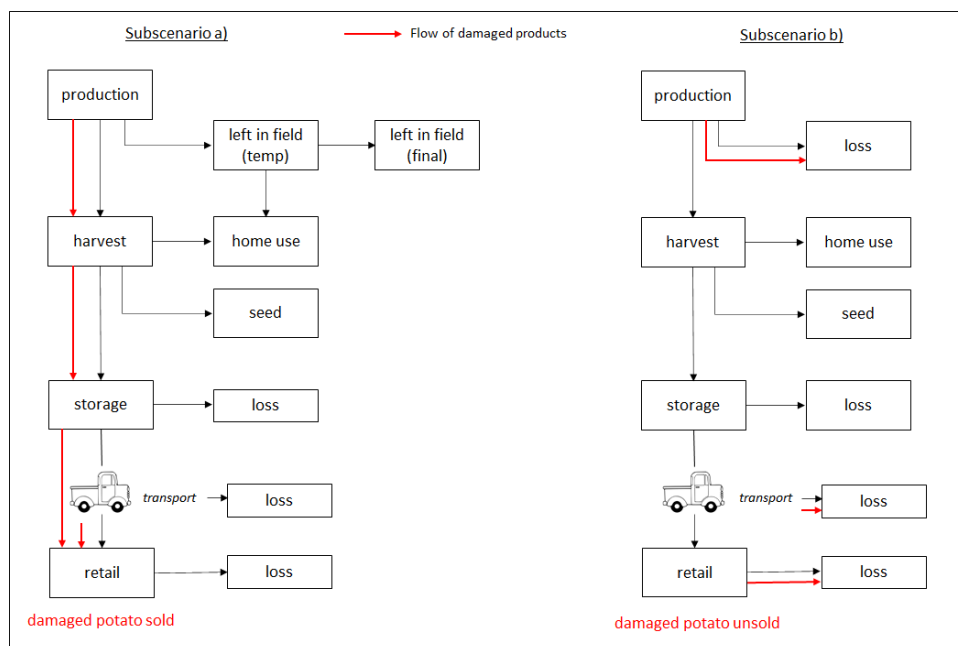 Subscenario a)
Flow of damaged products
Subscenario b)
production
left in field
(temp)
left in field
(final)
harvest
home use
seed
storage
loss
transport
loss
retail
loss
damaged potato sold
production
loss
harvest
home use
seed
storage
loss
transport
loss
retail
loss
damaged potato unsold